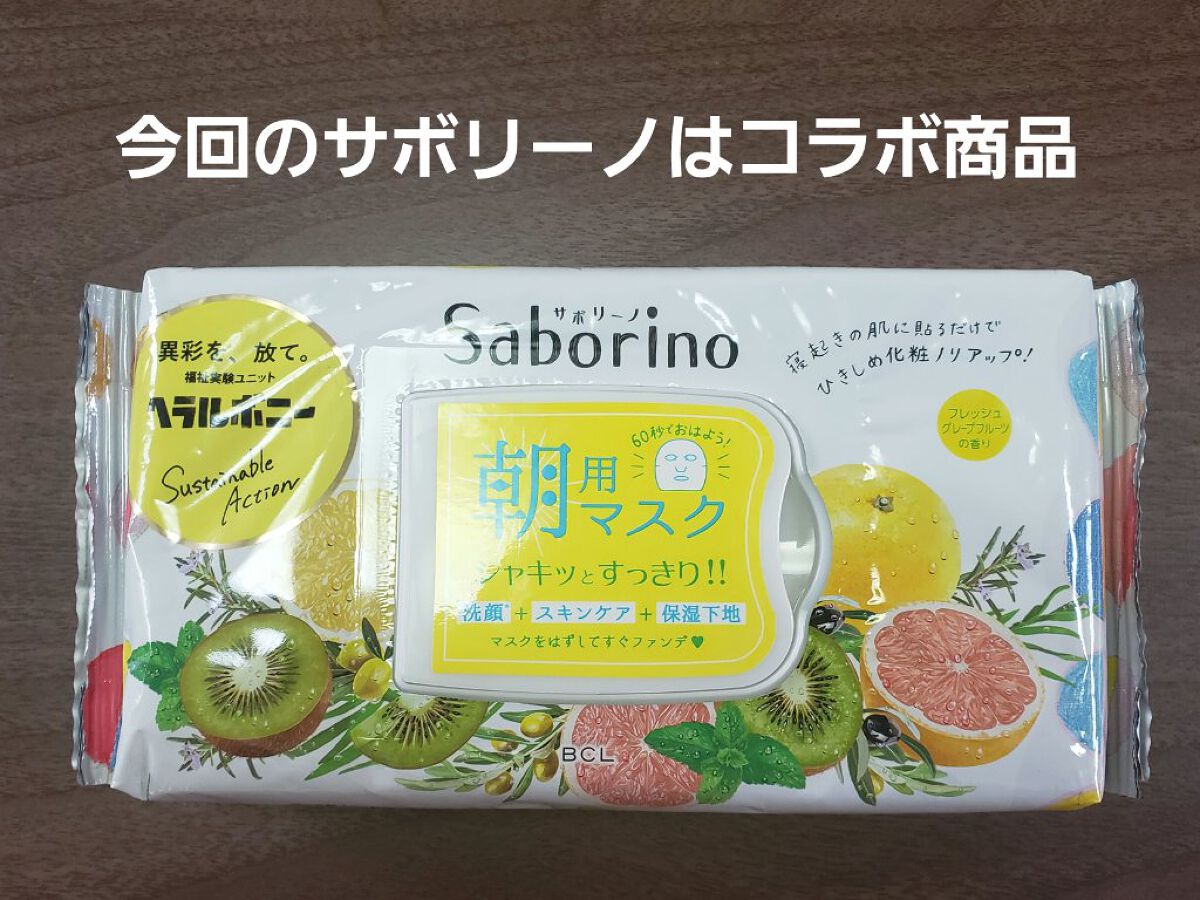 今回のサボリーノはコラボ商品
異彩を、放て。
福祉実験ユニット
ヘラルボニー
Sustainable
Action
サボリーノ
Saborino
寝起きの肌に貼るだけで
ひきしめ化粧ノリアップ!
フレッシュ
グレープフルーツ
の香り
60秒でおはよう!
朝用
マスク
シャキッとすっきり!!
洗顔*+スキンケア+保湿下地
マスクをはずしてすぐファンデ♥
BCL